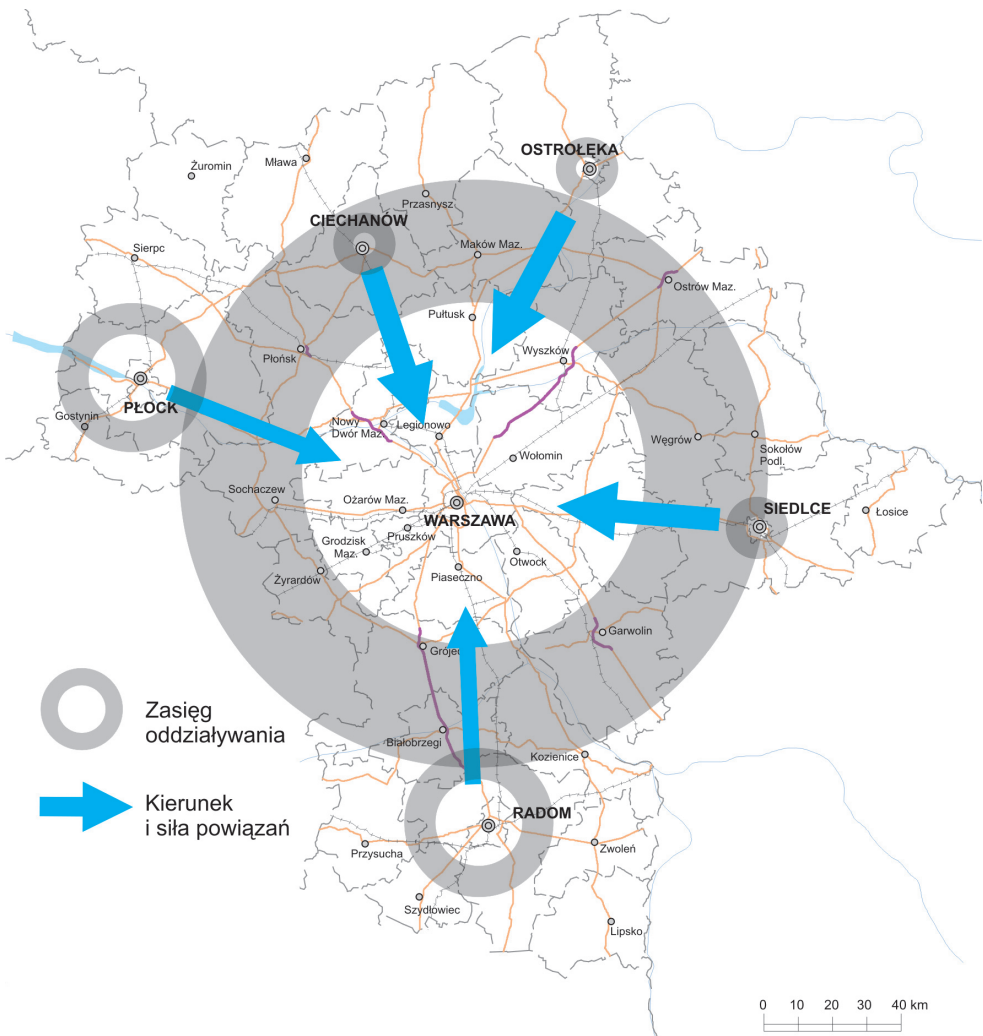 OSTROŁĘKA
Mława
Żuromin
Przasnysz
CIECHANÓW
Sierpc
Maków Maz.
Ostrów Maz.
Pułtusk
Płońsk
Wyszków
PŁOCK
Gostynin
Nowy
Dwór Maz.
Legionowo
Węgrów
Sokołów
Podl.
Wołomin
Sochaczew
Ożarów Maz.
WARSZAWA
SIEDLCE
Łosice
Pruszków
Grodzisk
Maz.
Otwock
Żyrardów
Piaseczno
Garwolin
Grójec
Zasięg
oddziaływania
Białobrzegi
Kozienice
Kierunek
i siła powiązań
RADOM
Przysucha
Zwoleń
Szydłowiec
Lipsko
0 10 20 30 40 km